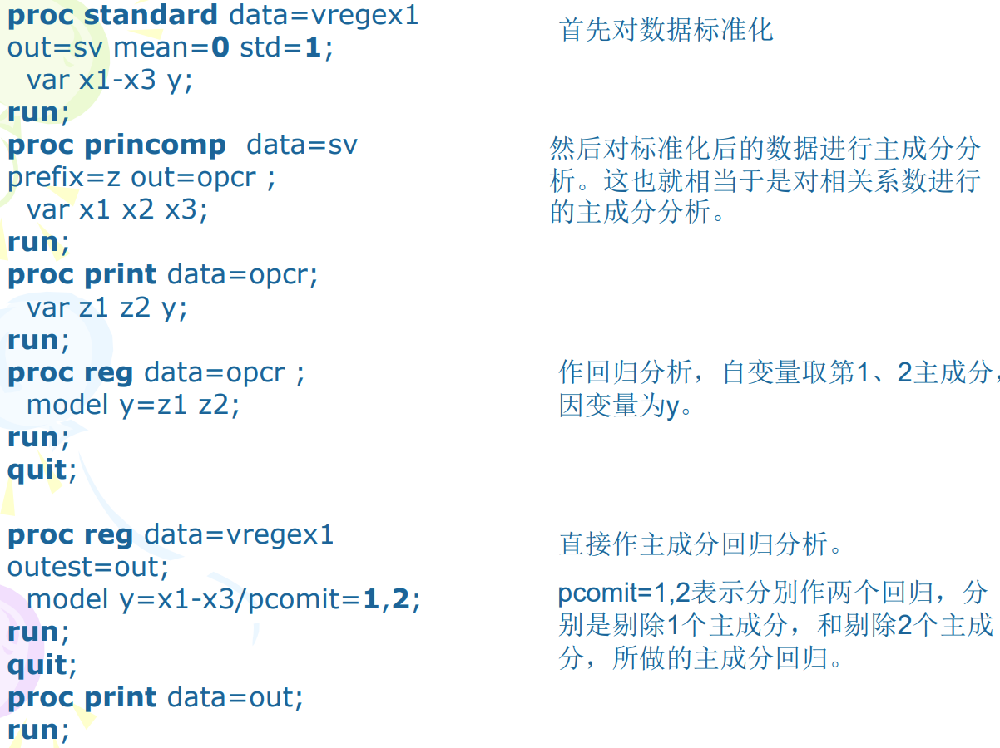 proc standard data=vregex1
out=sv mean=0 std=1;
var x1-x3 y;
run;
首先对数据标准化
proc princomp  data=sv
prefix=z out=opcr ;
var x1 x2 x3;
run;
然后对标准化后的数据进行主成分分
析。这也就相当于是对相关系数进行
的主成分分析。
proc print data=opcr;
var z1 z2 y;
run;
proc reg data=opcr ;
model y=z1 z2;
run;
quit;
作回归分析，自变量取第1、2主成分，
因变量为y。
proc reg data=vregex1
outest=out;
model y=x1-x3/pcomit=1,2;
run;
quit;
proc print data=out;
run;
直接作主成分回归分析。
pcomit=1,2表示分别作两个回归，分
别是剔除1个主成分，和剔除2个主成
分，所做的主成分回归。